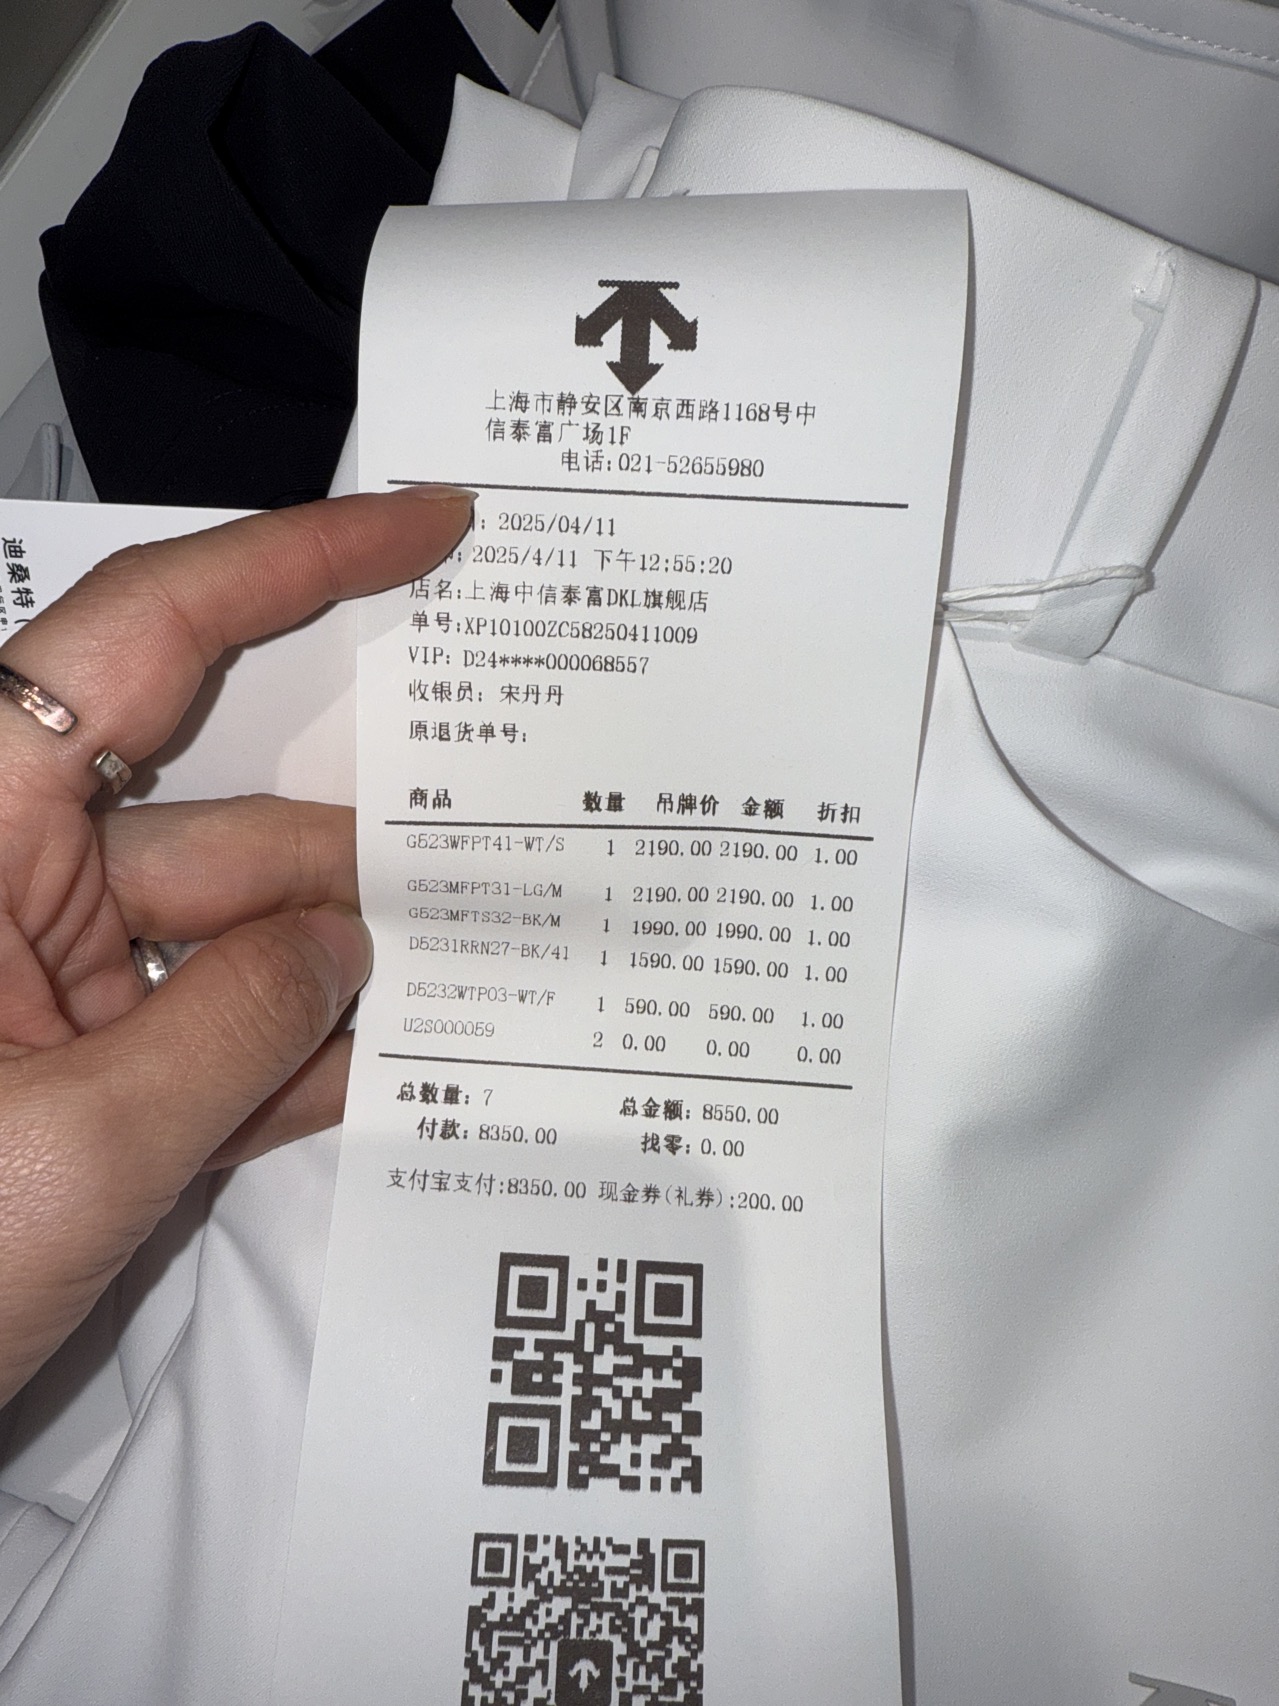 上海市静安区南京西路1168号中
信泰富广场1F
电话:021-52655980
: 2025/04/11
: 2025/4/11 下午12:55:20
店名:上海中信泰富DKL旗舰店
单号:XP10100ZC58250411009
VIP: D24****000068557
收银员: 宋丹丹
原退货单号:
商品 数量 吊牌价 金额 折扣
G523WFPT41-WT/S 1 2190.00 2190.00 1.00
G523MFPT31-LG/M 1 2190.00 2190.00 1.00
G523MFTS32-BK/M 1 1990.00 1990.00 1.00
D5231RRN27-BK/41 1 1590.00 1590.00 1.00
D5232WTP03-WT/F 1 590.00 590.00 1.00
U2S000059 2 0.00 0.00 0.00
总数量: 7 总金额: 8550.00
付款: 8350.00 找零: 0.00
支付宝支付:8350.00 现金券(礼券):200.00
迪桑特(